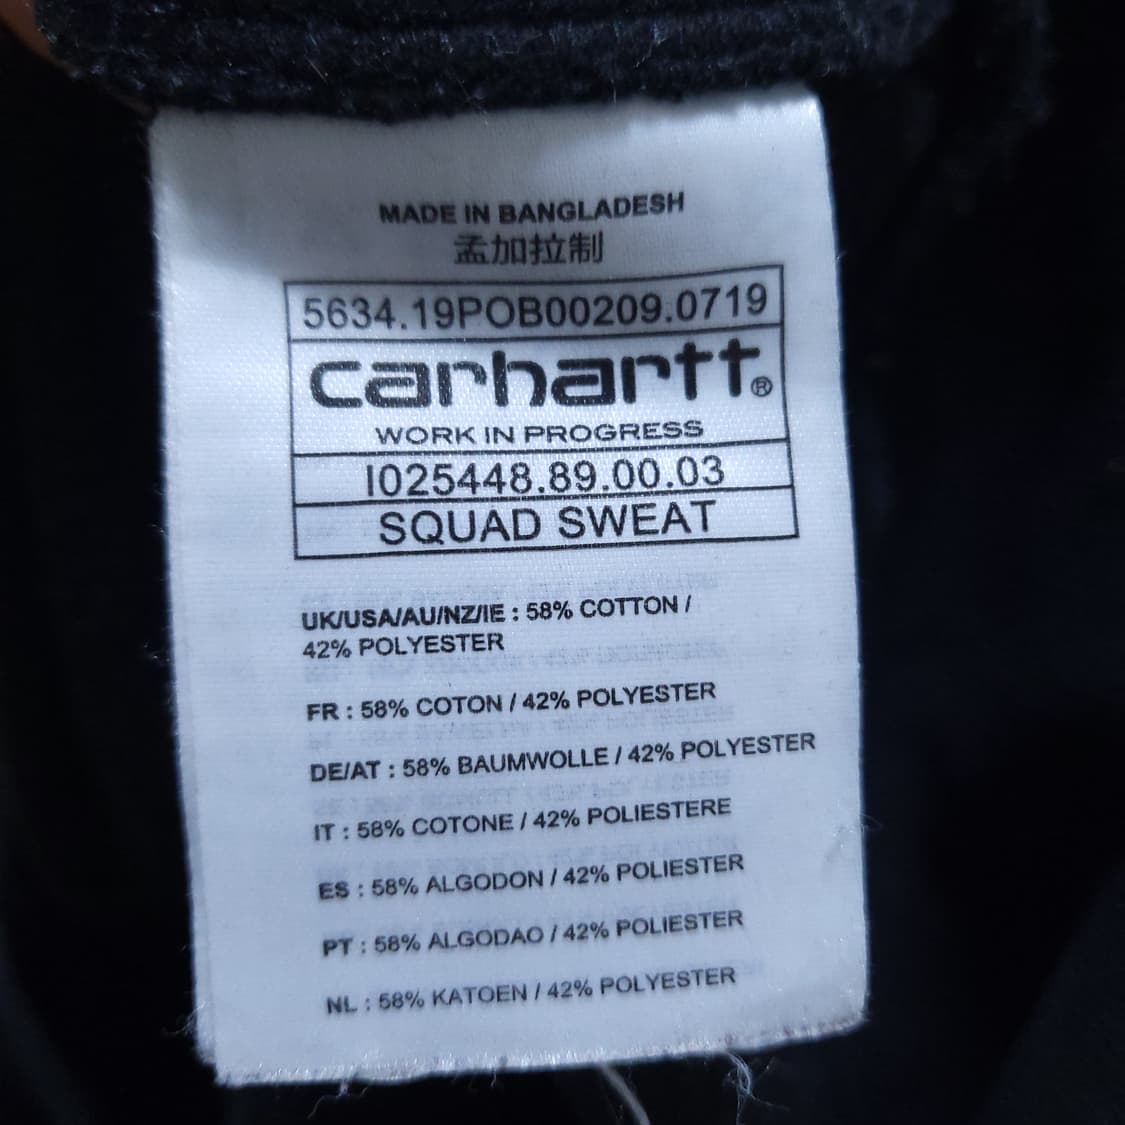 MADE IN BANGLADESH
孟加拉制
5634.19POB00209.0719
carhartt®
WORK IN PROGRESS
I025448.89.00.03
SQUAD SWEAT
UK/USA/AU/NZ/IE : 58% COTTON /
42% POLYESTER
FR : 58% COTON / 42% POLYESTER
DE/AT : 58% BAUMWOLLE / 42% POLYESTER
IT : 58% COTONE / 42% POLIESTERE
ES : 58% ALGODON / 42% POLIESTER
PT : 58% ALGODAO / 42% POLIESTER
NL : 58% KATOEN / 42% POLYESTER